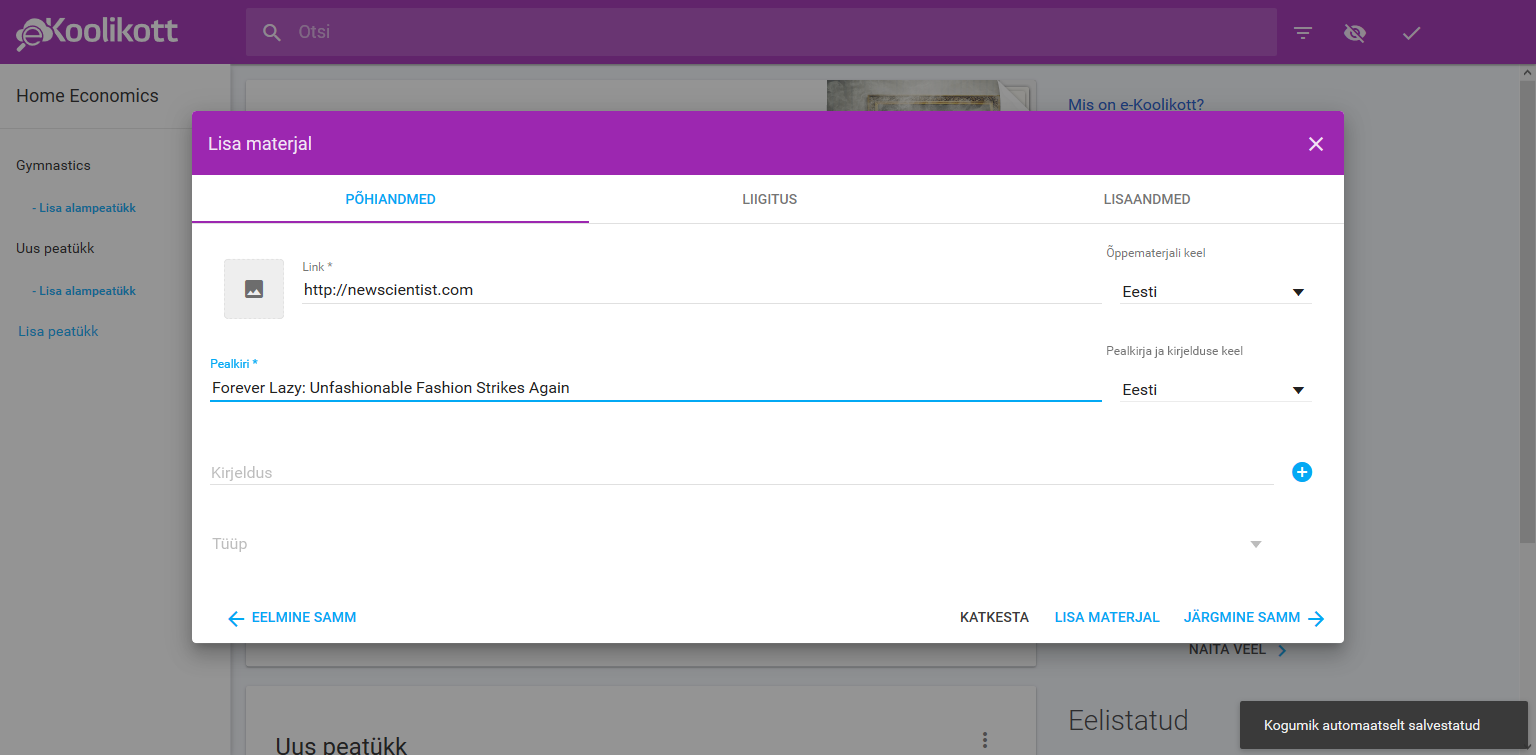 eKoolikott
Otsi
Home Economics
Gymnastics
- Lisa alampeatükk
Uus peatükk
- Lisa alampeatükk
Lisa peatükk
Mis on e-Koolikott?
Lisa materjal
PÕHIANDMED
LIIGITUS
LISAANDMED
Link *
http://newscientist.com
Õppematerjali keel
Eesti
Pealkiri *
Forever Lazy: Unfashionable Fashion Strikes Again
Pealkirja ja kirjelduse keel
Eesti
Kirjeldus
Tüüp
EELMINE SAMM
KATKESTA
LISA MATERJAL
JÄRGMINE SAMM
NÄITA VEEL
Uus peatükk
Eelistatud
Kogumik automaatselt salvestatud